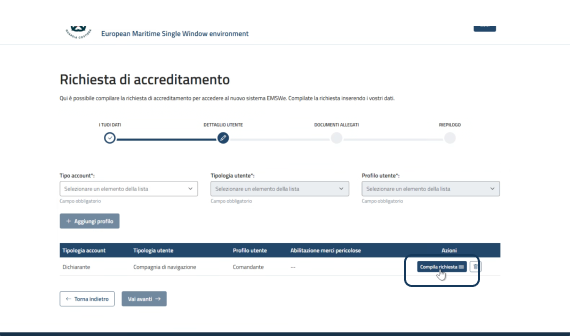 European Maritime Single Window environment
Richiesta di accreditamento
Qui è possibile compilare la richiesta di accreditamento per accedere al nuovo sistema EMSWe. Compilate la richiesta inserendo i vostri dati.
I TUOI DATI
DETTAGLIO UTENTE
DOCUMENTI ALLEGATI
RIEPILOGO
Tipo account*:
Tipologia utente*:
Profilo utente*:
Selezionare un elemento della lista
Selezionare un elemento della lista
Selezionare un elemento della lista
Campo obbligatorio
Campo obbligatorio
Campo obbligatorio
+ Aggiungi profilo
Tipologia account Tipologia utente Profilo utente Abilitazione merci pericolose Azioni
Dichiarante Compagnia di navigazione Comandante -- Compila richiesta
← Torna indietro Vai avanti →